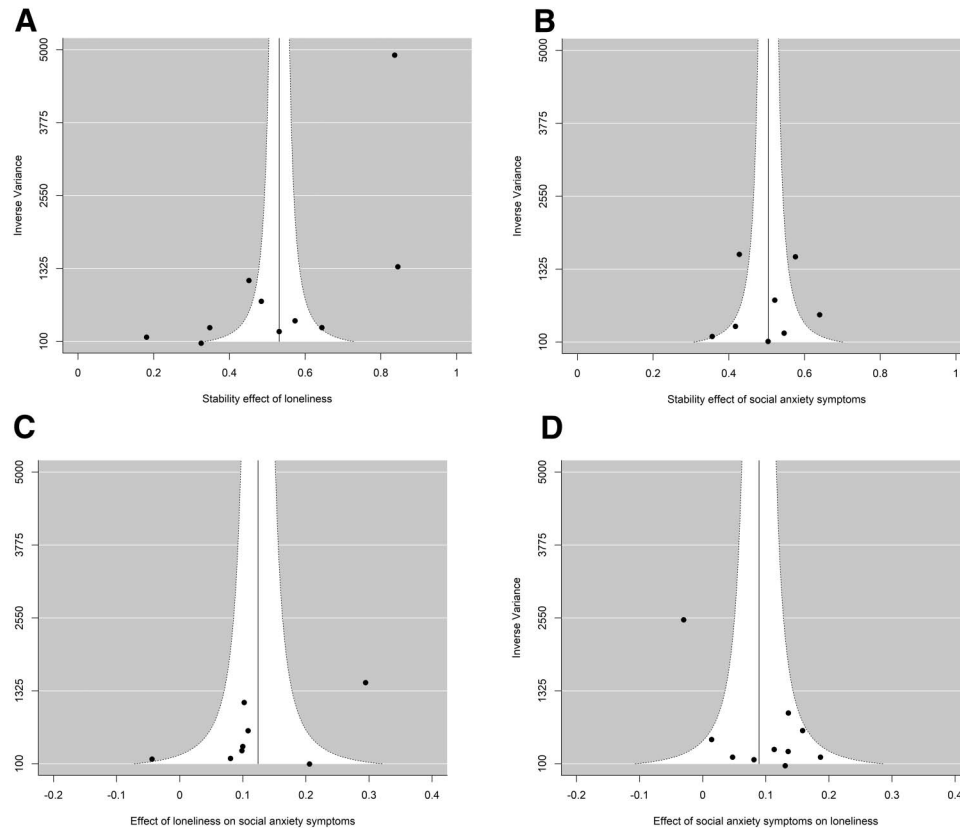 A
5000
3775
2550
1325
100
Inverse Variance
0 0.2 0.4 0.6 0.8 1
Stability effect of loneliness
B
5000
3775
2550
1325
100
Inverse Variance
0 0.2 0.4 0.6 0.8 1
Stability effect of social anxiety symptoms
C
5000
3775
2550
1325
100
-0.2 -0.1 0 0.1 0.2 0.3 0.4
Effect of loneliness on social anxiety symptoms
D
5000
3775
2550
1325
100
Inverse Variance
-0.2 -0.1 0 0.1 0.2 0.3 0.4
Effect of social anxiety symptoms on loneliness